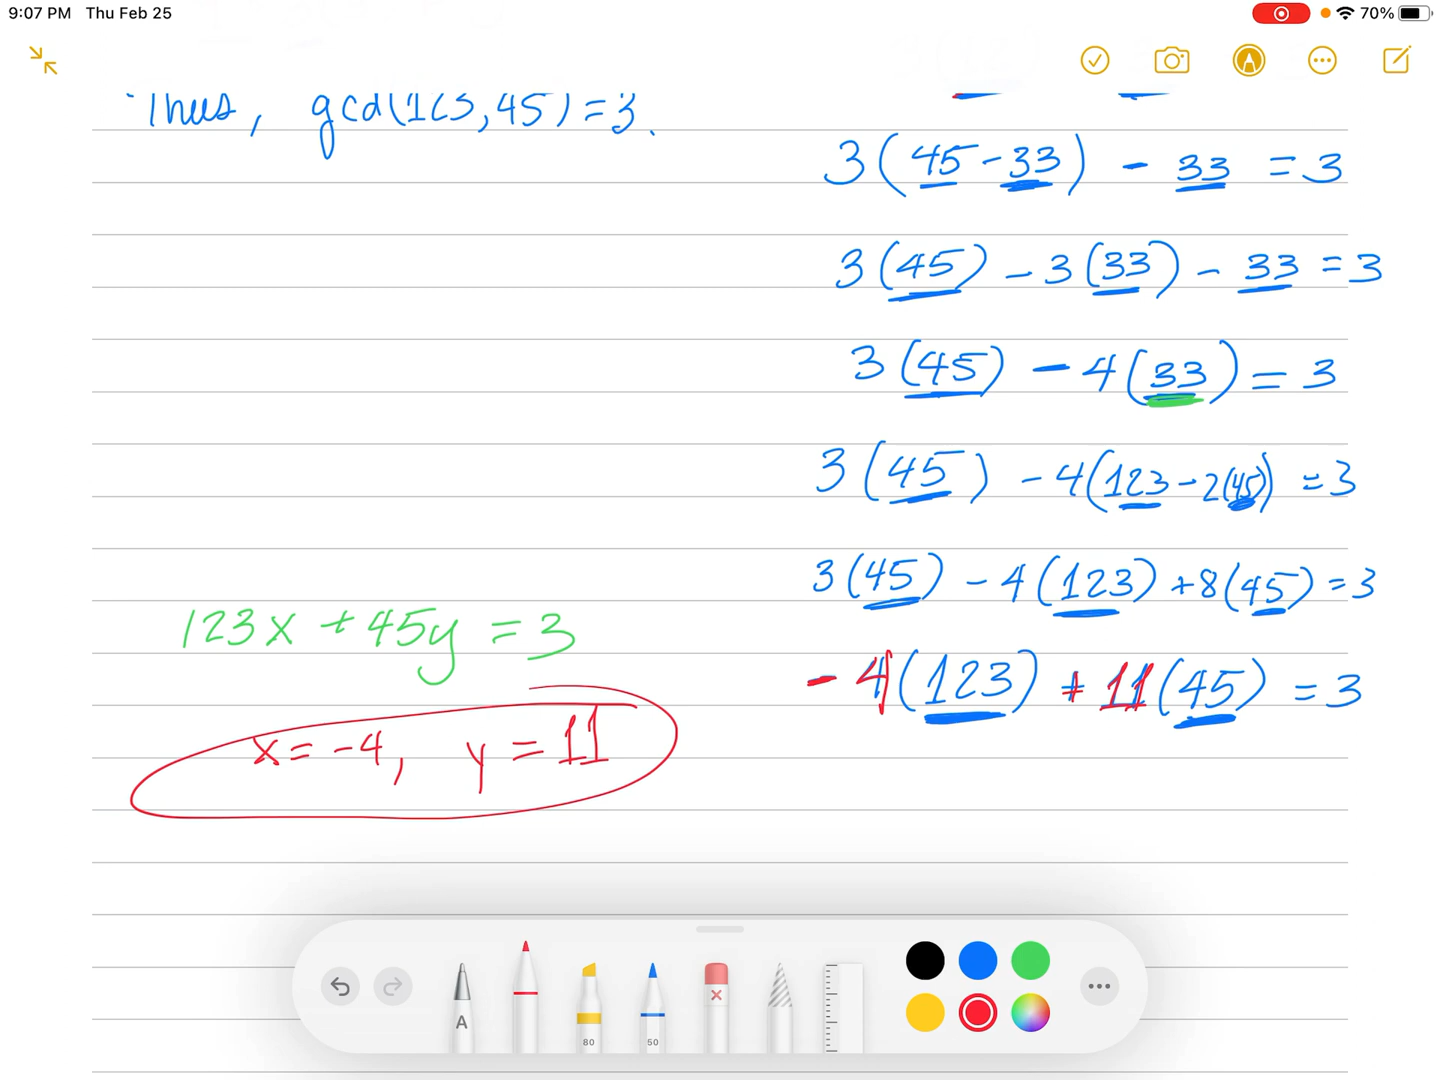 9:07 PM Thu Feb 25 70%
Thus, gcd(123,45)=3.
3(45-33) - 33 = 3
3(45) - 3(33) - 33 = 3
3(45) - 4(33) = 3
3(45) - 4(123-2(45)) = 3
3(45) - 4(123) +8(45) = 3
- 4(123) + 11(45) = 3
123x + 45y = 3
x = -4, y = 11
A 80 50